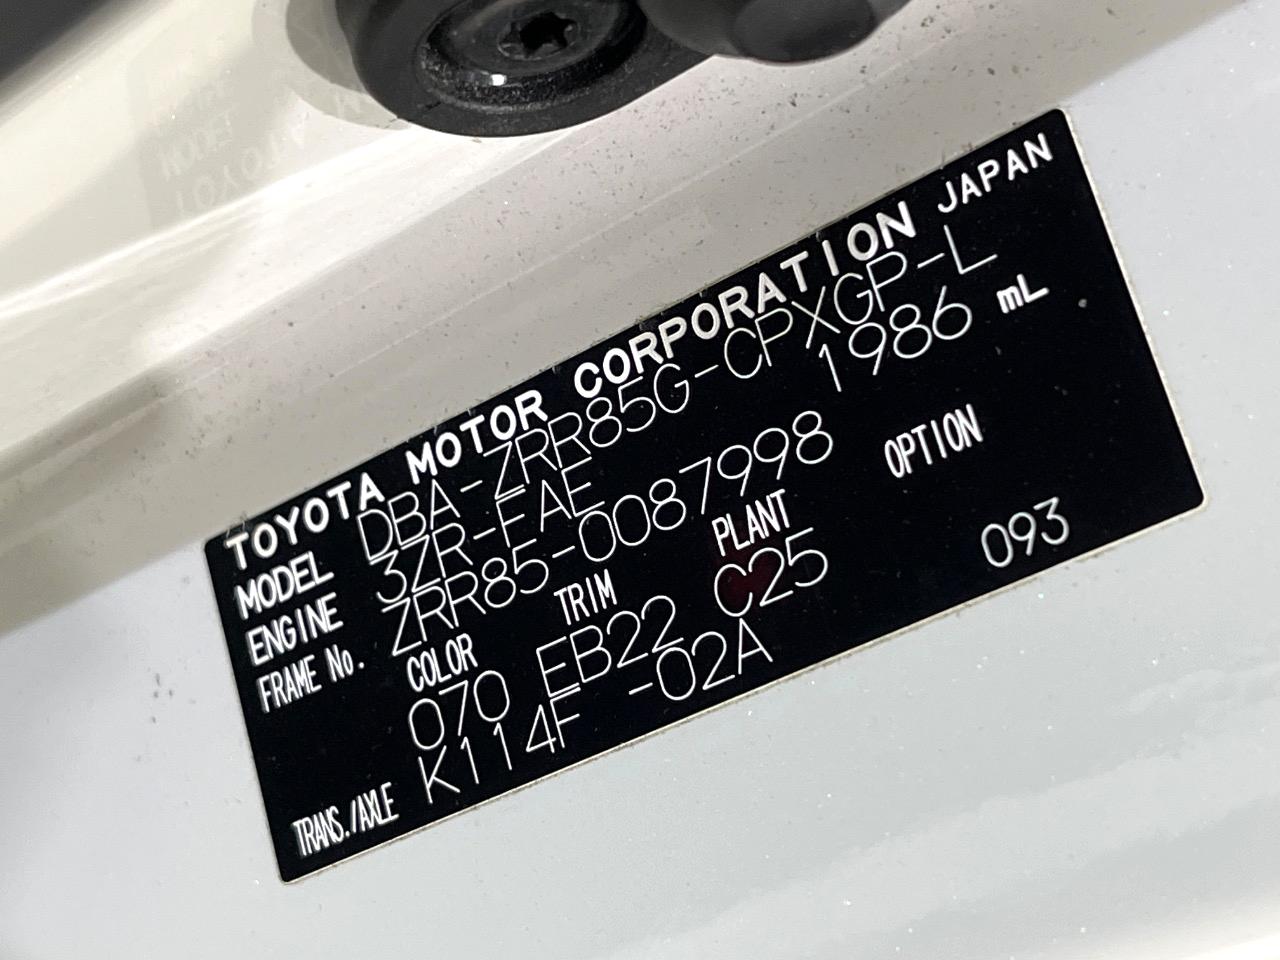 TOYOTA MOTOR CORPORATION JAPAN
MODEL DBA-ZRR85G-CPXGP-L
ENGINE 3ZR-FAE 1986 mL
FRAME No. ZRR85-0087998
COLOR TRIM PLANT OPTION
070 EB22 C25 093
TRANS./AXLE K114F -02A